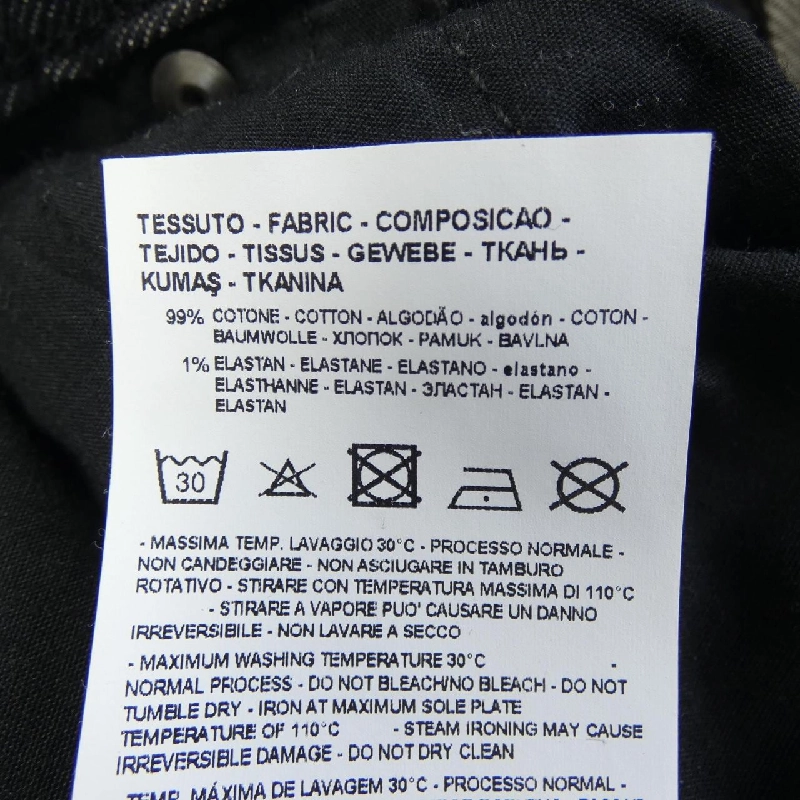 TESSUTO - FABRIC - COMPOSICAO -
TEJIDO - TISSUS - GEWEBE - ТКАНЬ -
KUMAŞ - TKANINA
99% COTONE - COTTON - ALGODÃO - algodón - COTON -
BAUMWOLLE - ХЛОПОК - PAMUK - BAVLNA
1% ELASTAN - ELASTANE - ELASTANO - elastano -
ELASTHANNE - ELASTAN - ЭЛАСТАН - ELASTAN -
ELASTAN
30
- MASSIMA TEMP. LAVAGGIO 30°C - PROCESSO NORMALE -
NON CANDEGGIARE - NON ASCIUGARE IN TAMBURO
ROTATIVO - STIRARE CON TEMPERATURA MASSIMA DI 110°C
- STIRARE A VAPORE PUO' CAUSARE UN DANNO
IRREVERSIBILE - NON LAVARE A SECCO
- MAXIMUM WASHING TEMPERATURE 30°C -
NORMAL PROCESS - DO NOT BLEACH/NO BLEACH - DO NOT
TUMBLE DRY - IRON AT MAXIMUM SOLE PLATE
TEMPERATURE OF 110°C - STEAM IRONING MAY CAUSE
IRREVERSIBLE DAMAGE - DO NOT DRY CLEAN
TEMP. MÁXIMA DE LAVAGEM 30°C - PROCESSO NORMAL -